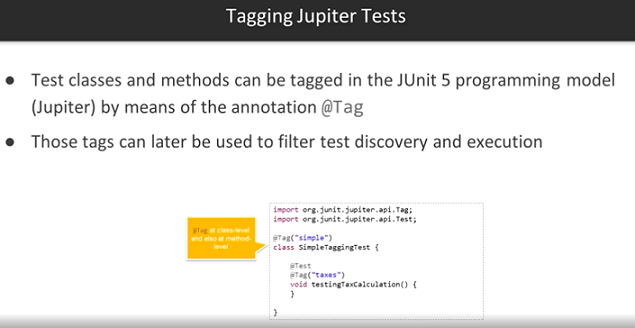 Tagging Jupiter Tests
● Test classes and methods can be tagged in the JUnit 5 programming model
(Jupiter) by means of the annotation @Tag
● Those tags can later be used to filter test discovery and execution
@Tag at class-level
and also at method-
level
import org.junit.jupiter.api.Tag;
import org.junit.jupiter.api.Test;
@Tag("simple")
class SimpleTaggingTest {
@Test
@Tag("taxes")
void testingTaxCalculation() {
}
}